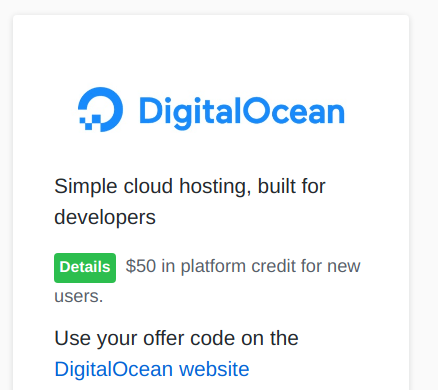 DigitalOcean
Simple cloud hosting, built for
developers
Details $50 in platform credit for new
users.
Use your offer code on the
DigitalOcean website